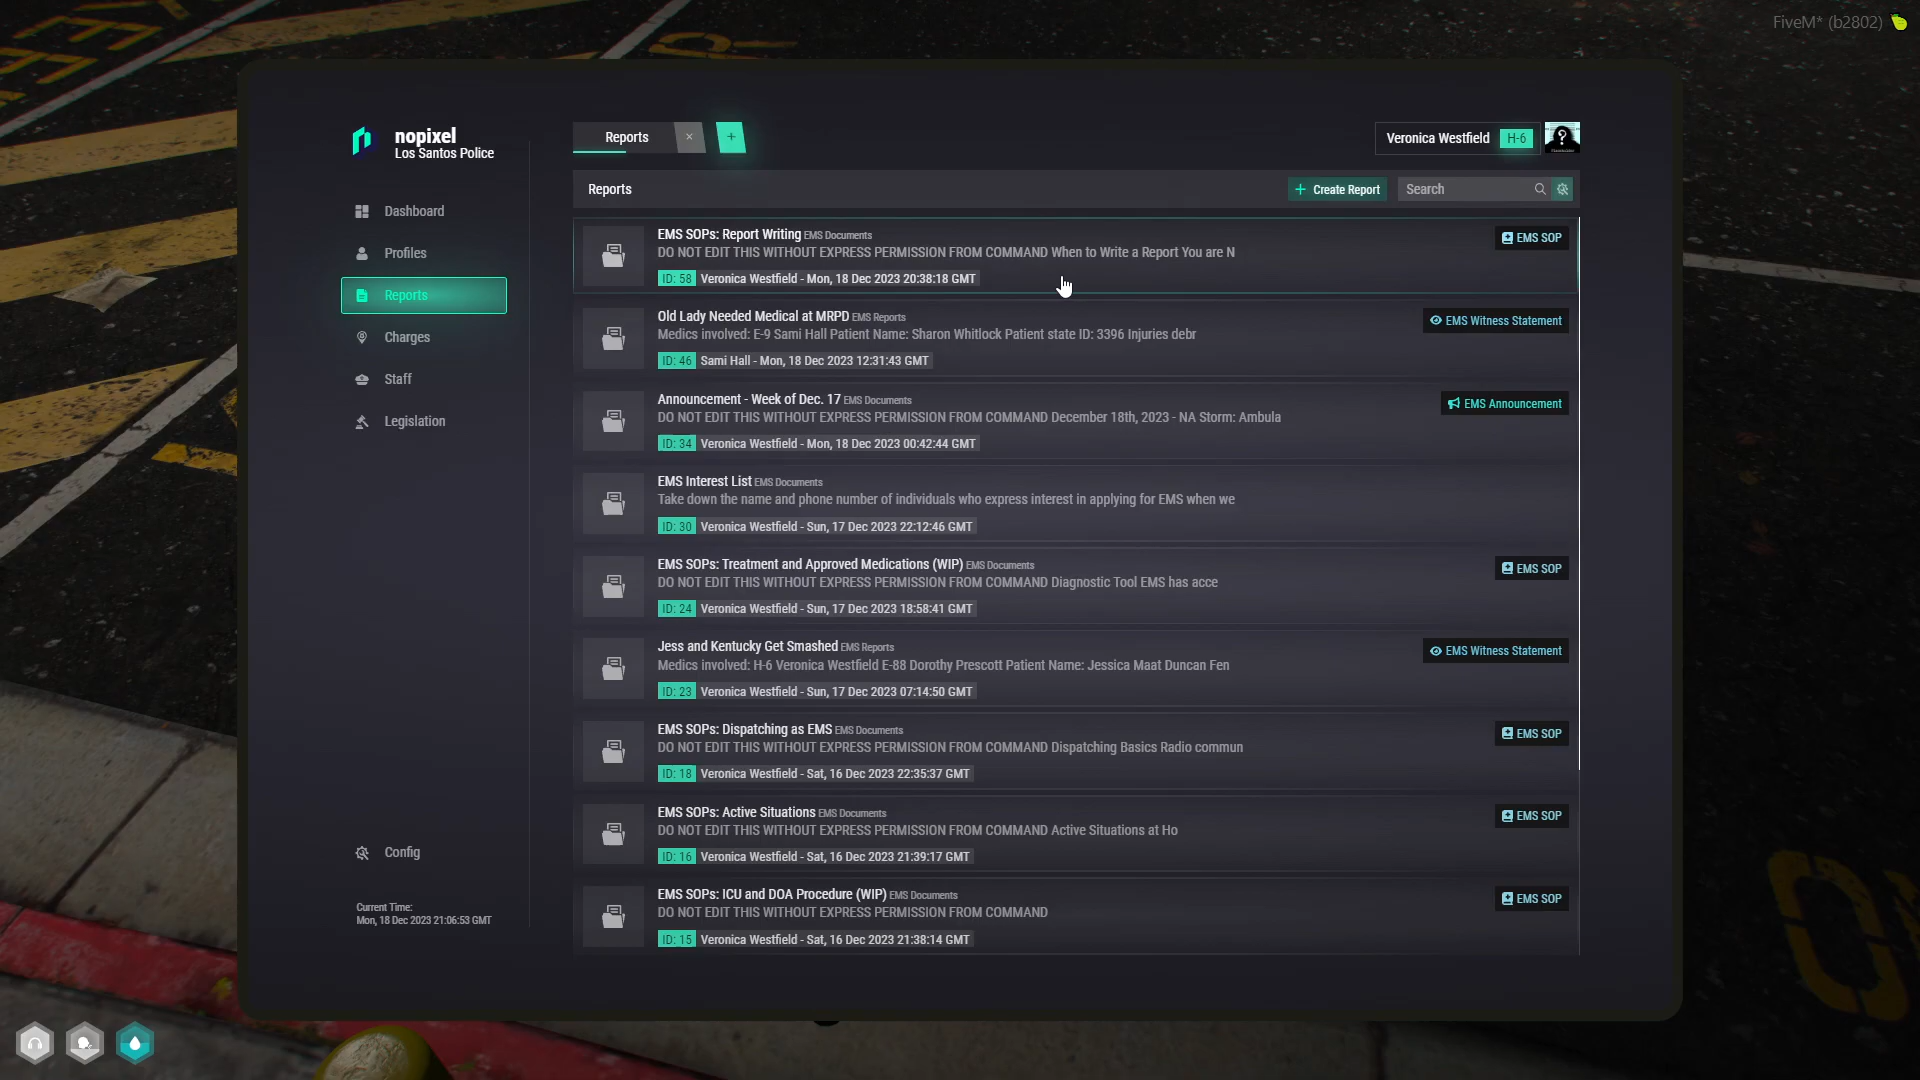 FiveM* (b2802)
nopixel
Los Santos Police
Reports
×
+
Veronica Westfield H-6
Dashboard
Profiles
Reports
Charges
Staff
Legislation
Config
Current Time:
Mon, 18 Dec 2023 21:06:53 GMT
Reports
+ Create Report
Search
EMS SOPs: Report Writing EMS Documents
DO NOT EDIT THIS WITHOUT EXPRESS PERMISSION FROM COMMAND When to Write a Report You are N
ID: 58 Veronica Westfield - Mon, 18 Dec 2023 20:38:18 GMT
EMS SOP
Old Lady Needed Medical at MRPD EMS Reports
Medics involved: E-9 Sami Hall Patient Name: Sharon Whitlock Patient state ID: 3396 Injuries debr
ID: 46 Sami Hall - Mon, 18 Dec 2023 12:31:43 GMT
EMS Witness Statement
Announcement - Week of Dec. 17 EMS Documents
DO NOT EDIT THIS WITHOUT EXPRESS PERMISSION FROM COMMAND December 18th, 2023 - NA Storm: Ambula
ID: 34 Veronica Westfield - Mon, 18 Dec 2023 00:42:44 GMT
EMS Announcement
EMS Interest List EMS Documents
Take down the name and phone number of individuals who express interest in applying for EMS when we
ID: 30 Veronica Westfield - Sun, 17 Dec 2023 22:12:46 GMT
EMS SOPs: Treatment and Approved Medications (WIP) EMS Documents
DO NOT EDIT THIS WITHOUT EXPRESS PERMISSION FROM COMMAND Diagnostic Tool EMS has acce
ID: 24 Veronica Westfield - Sun, 17 Dec 2023 18:58:41 GMT
EMS SOP
Jess and Kentucky Get Smashed EMS Reports
Medics involved: H-6 Veronica Westfield E-88 Dorothy Prescott Patient Name: Jessica Maat Duncan Fen
ID: 23 Veronica Westfield - Sun, 17 Dec 2023 07:14:50 GMT
EMS Witness Statement
EMS SOPs: Dispatching as EMS EMS Documents
DO NOT EDIT THIS WITHOUT EXPRESS PERMISSION FROM COMMAND Dispatching Basics Radio commun
ID: 18 Veronica Westfield - Sat, 16 Dec 2023 22:35:37 GMT
EMS SOP
EMS SOPs: Active Situations EMS Documents
DO NOT EDIT THIS WITHOUT EXPRESS PERMISSION FROM COMMAND Active Situations at Ho
ID: 16 Veronica Westfield - Sat, 16 Dec 2023 21:39:17 GMT
EMS SOP
EMS SOPs: ICU and DOA Procedure (WIP) EMS Documents
DO NOT EDIT THIS WITHOUT EXPRESS PERMISSION FROM COMMAND
ID: 15 Veronica Westfield - Sat, 16 Dec 2023 21:38:14 GMT
EMS SOP